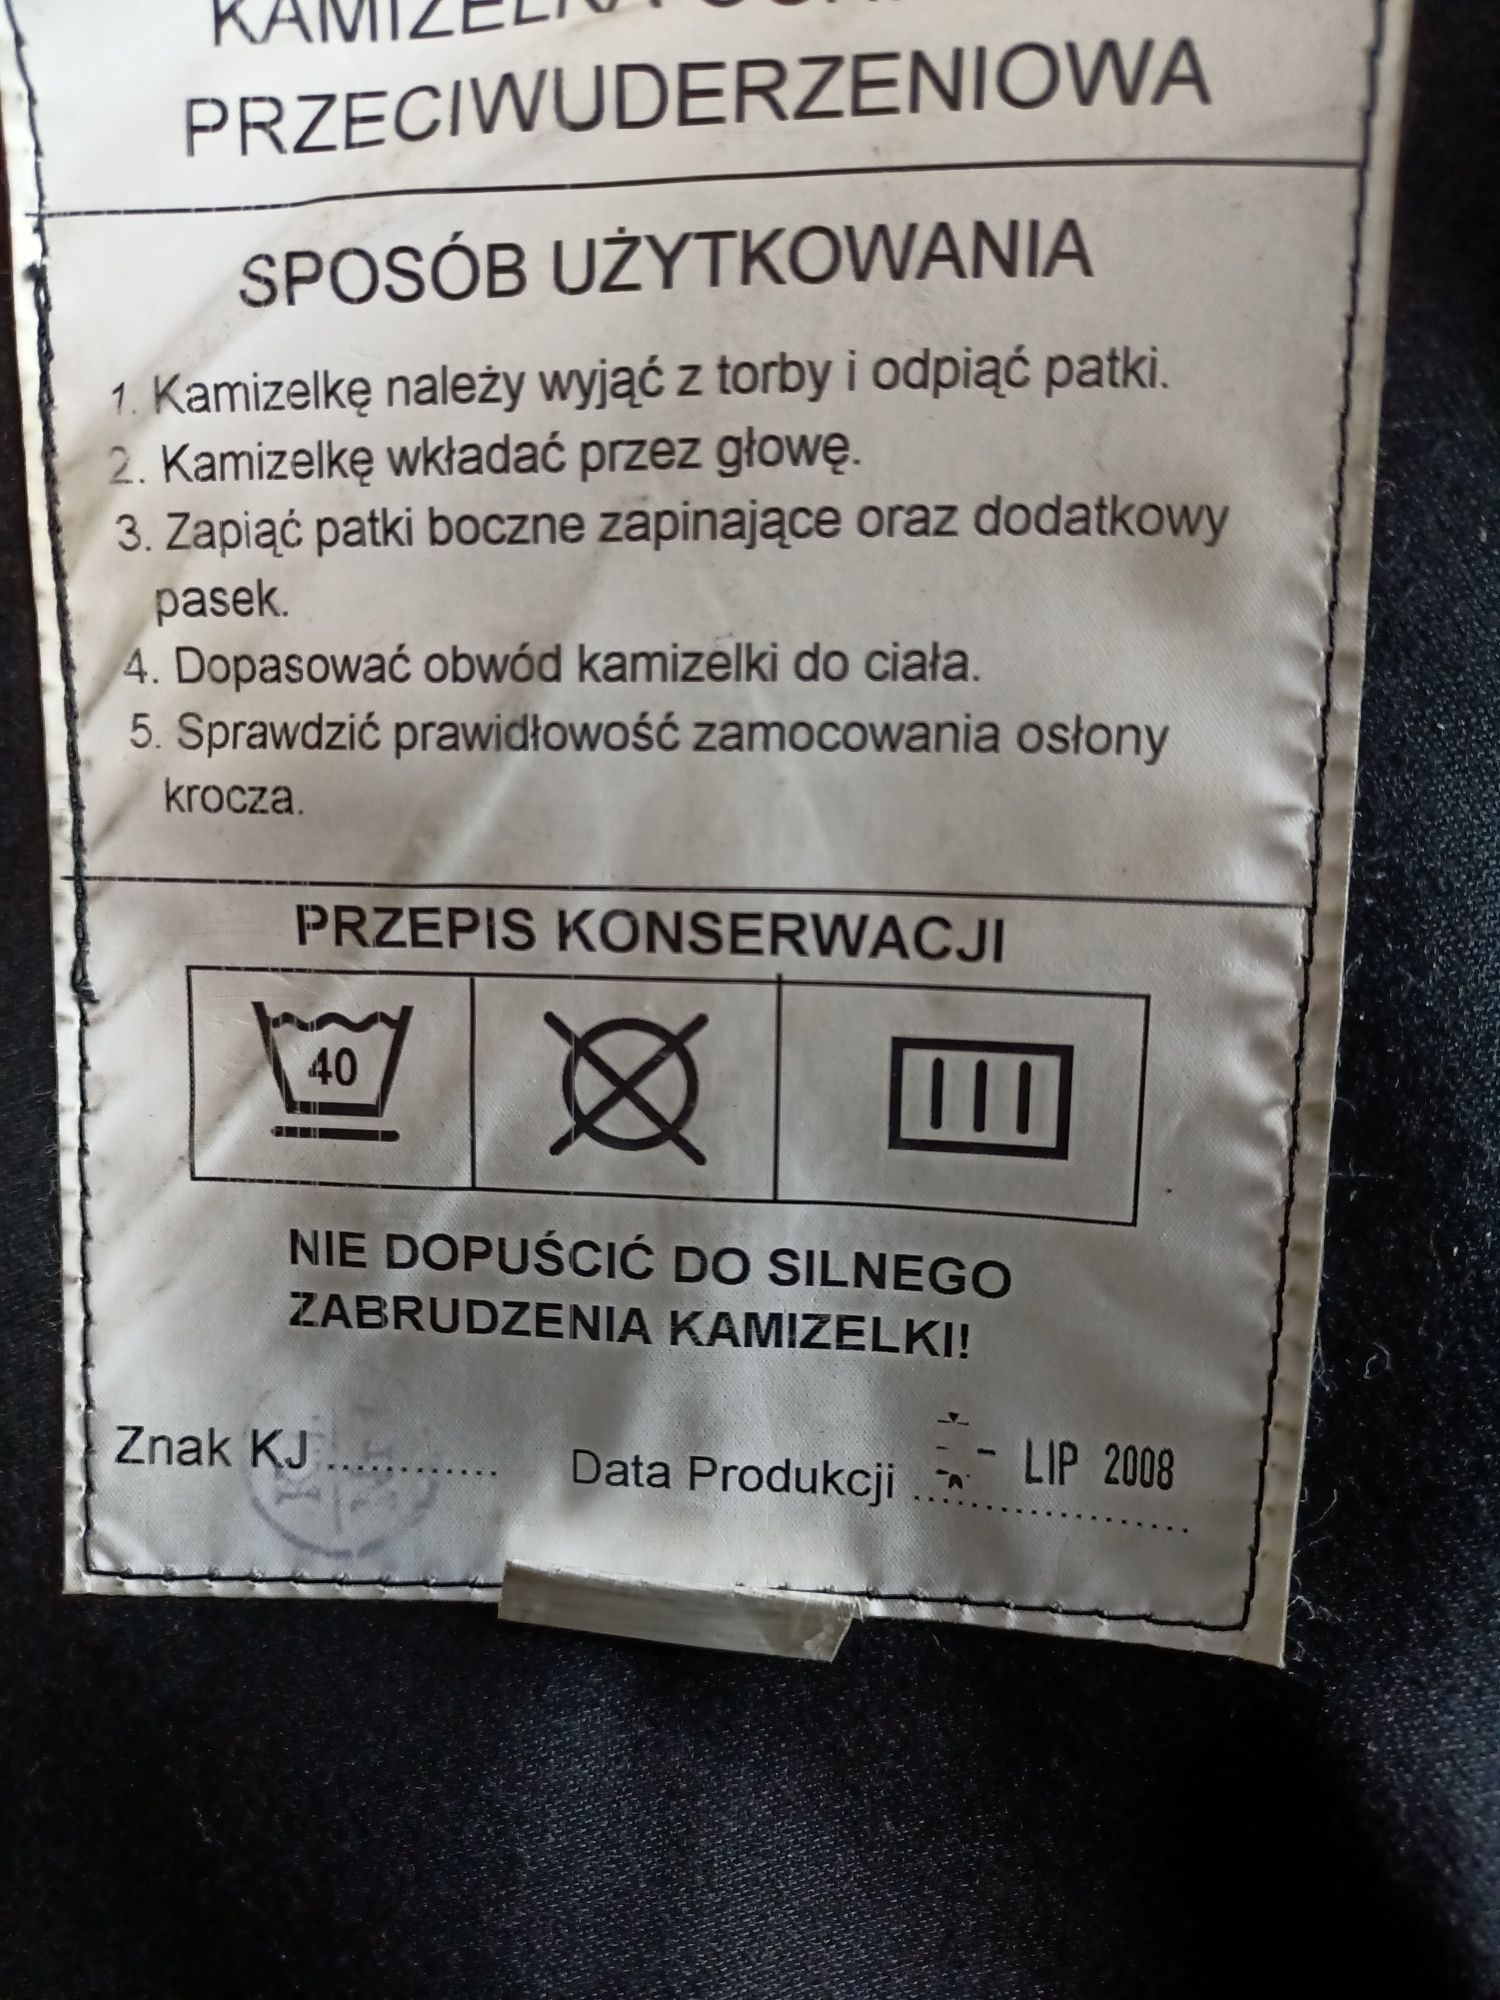 KAMIZELKA
PRZECIWUDERZENIOWA
SPOSÓB UŻYTKOWANIA
1. Kamizelkę należy wyjąć z torby i odpiąć patki.
2. Kamizelkę wkładać przez głowę.
3. Zapiąć patki boczne zapinające oraz dodatkowy
pasek.
4. Dopasować obwód kamizelki do ciała.
5. Sprawdzić prawidłowość zamocowania osłony
krocza.
PRZEPIS KONSERWACJI
40
NIE DOPUŚCIĆ DO SILNEGO
ZABRUDZENIA KAMIZELKI!
Znak KJ ............ Data Produkcji - LIP 2008